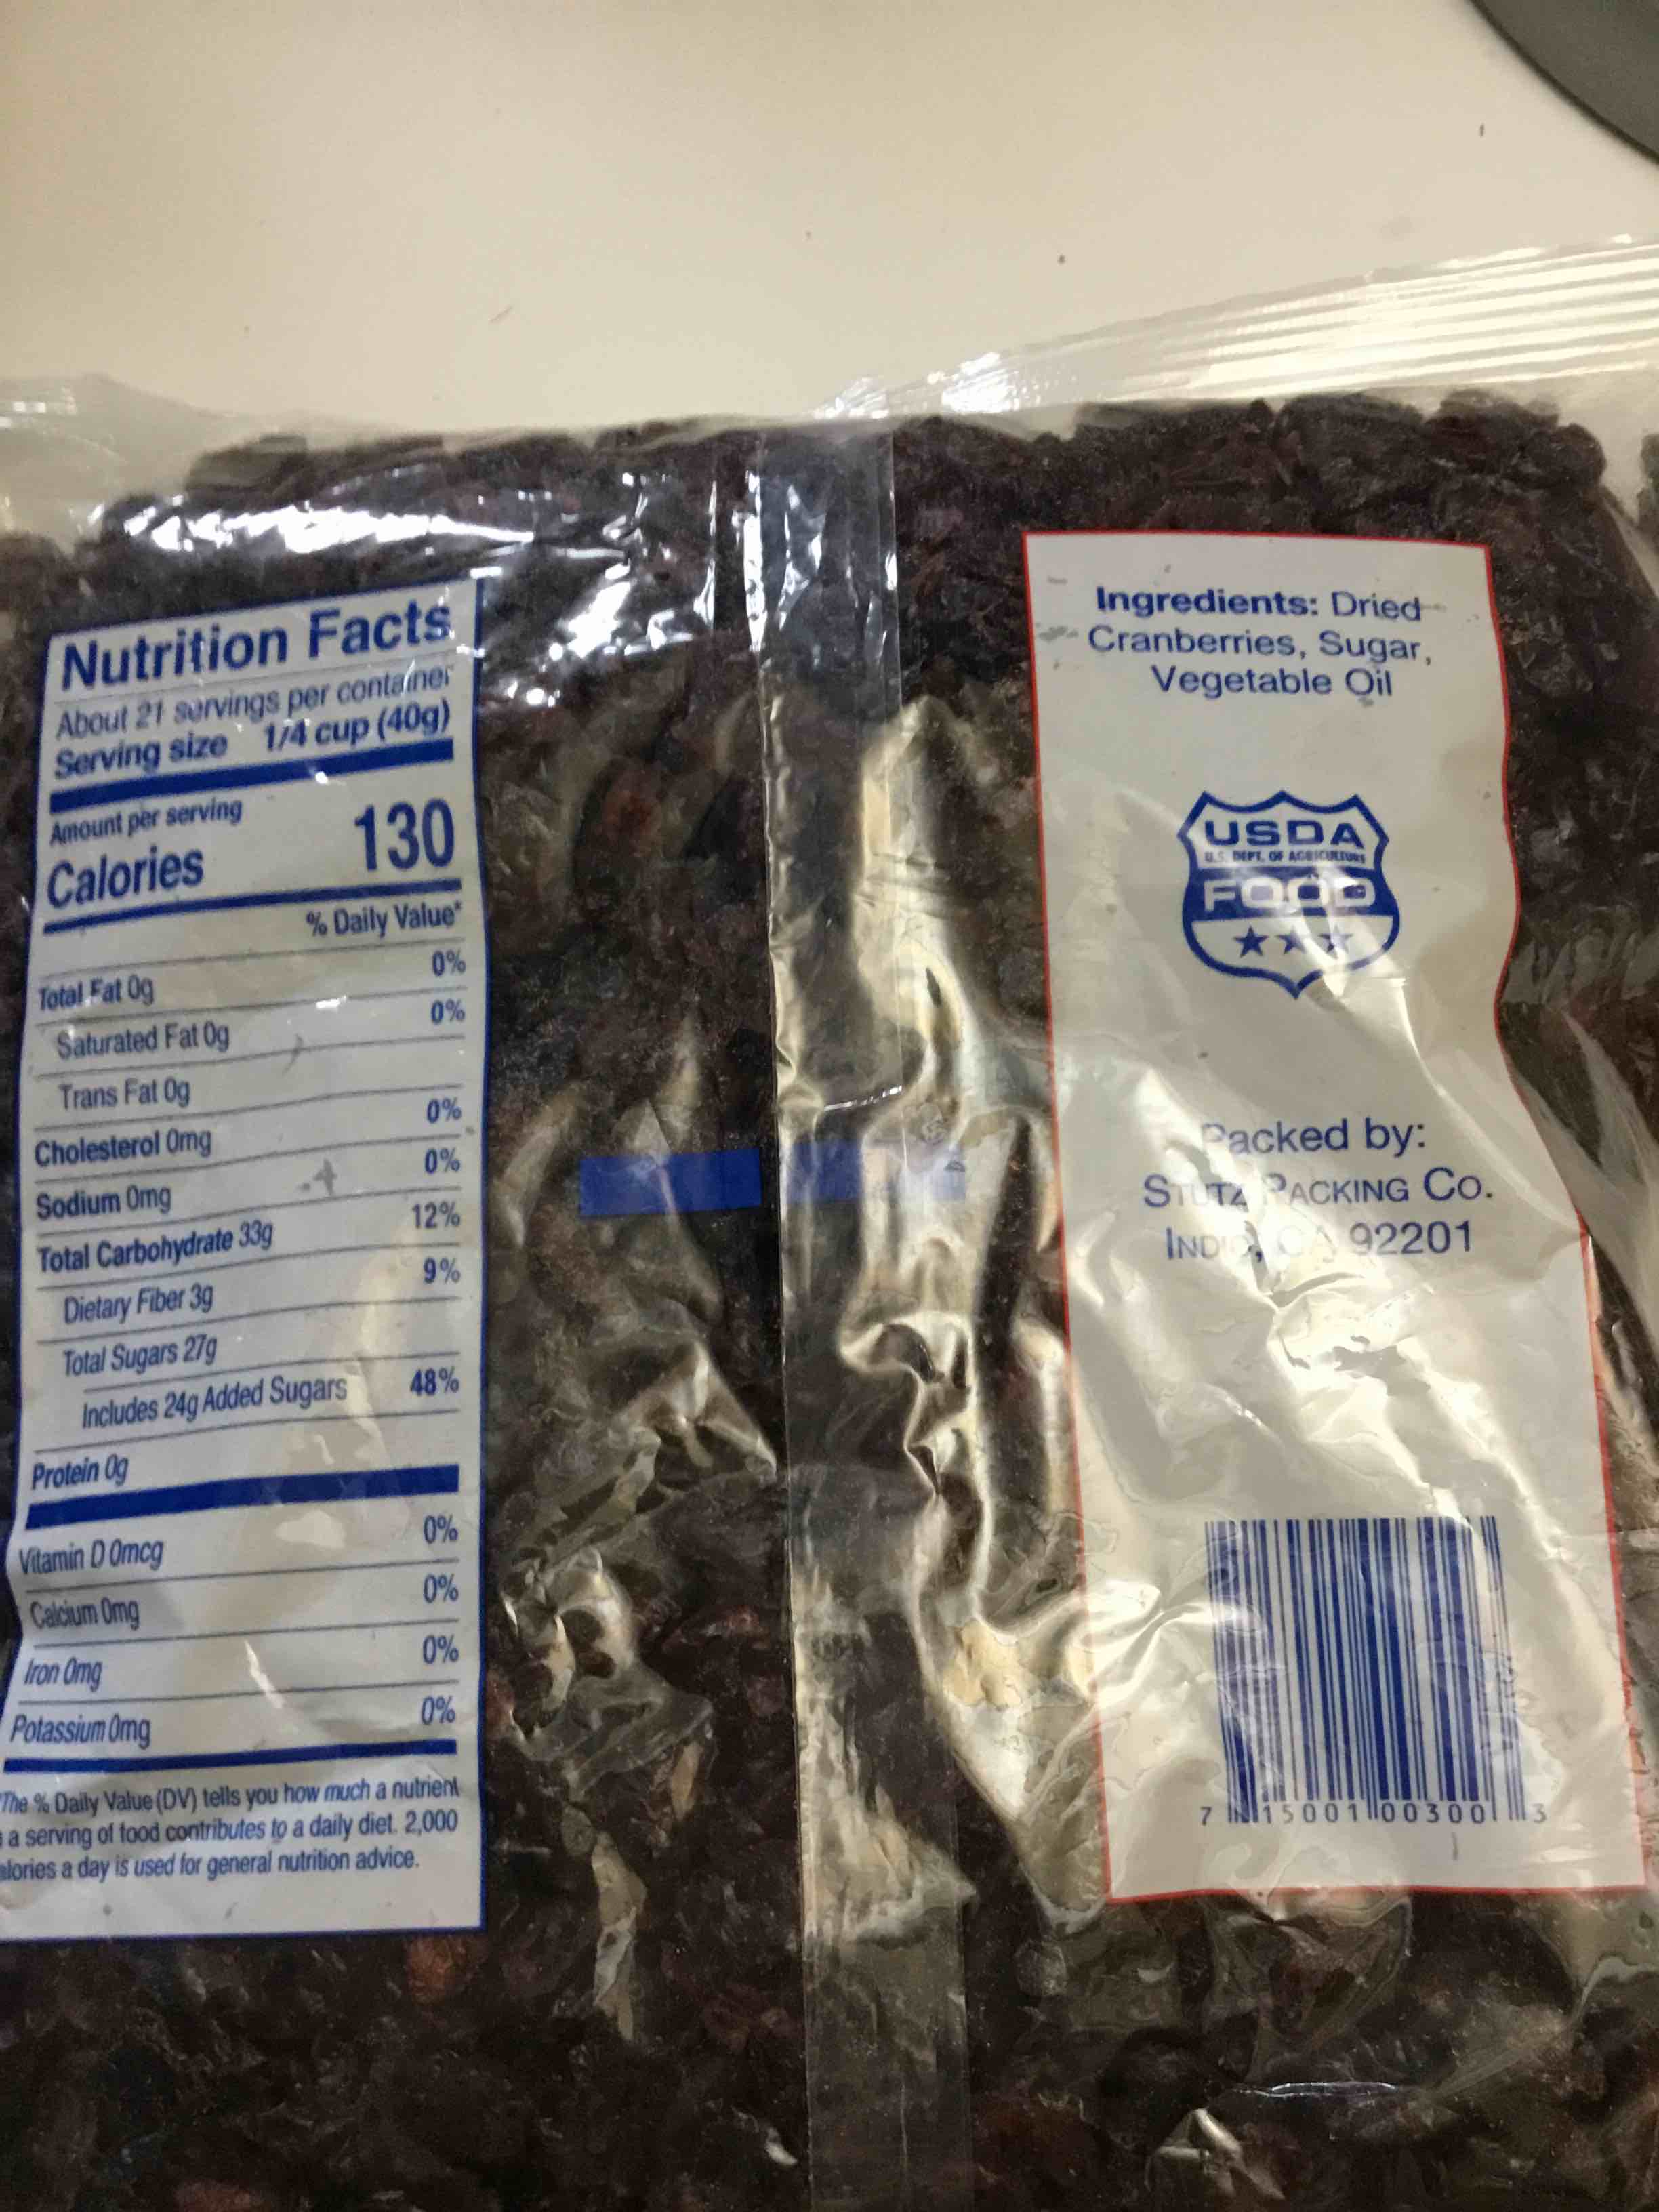 Nutrition Facts
About 21 servings per container
Serving size 1/4 cup (40g)
Amount per serving
Calories 130
% Daily Value*
Total Fat 0g 0%
Saturated Fat 0g 0%
Trans Fat 0g
Cholesterol 0mg 0%
Sodium 0mg 0%
Total Carbohydrate 33g 12%
Dietary Fiber 3g 9%
Total Sugars 27g
Includes 24g Added Sugars 48%
Protein 0g
Vitamin D 0mcg 0%
Calcium 0mg 0%
Iron 0mg 0%
Potassium 0mg 0%
*The % Daily Value (DV) tells you how much a nutrient
a serving of food contributes to a daily diet. 2,000
alories a day is used for general nutrition advice.
Ingredients: Dried
Cranberries, Sugar,
Vegetable Oil
USDA
U.S. DEPT. OF AGRICULTURE
FOOD
Packed by:
STUTZ PACKING CO.
INDIO, CA 92201
7 15001 00300 3